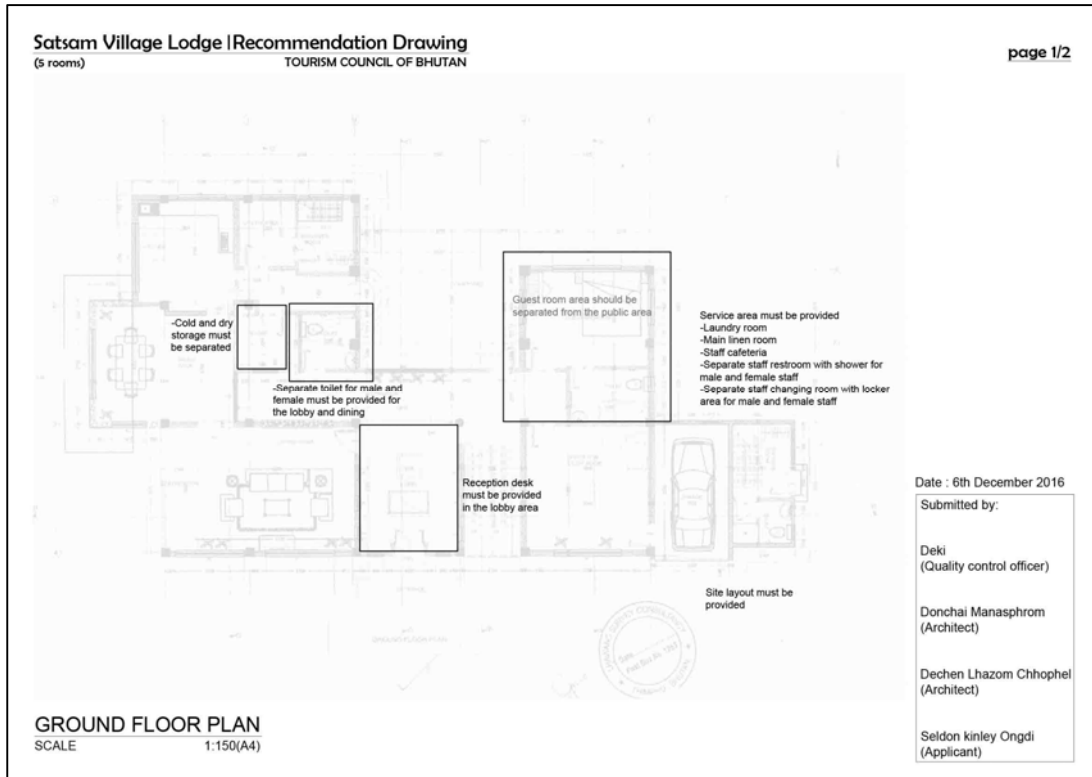 Satsam Village Lodge |Recommendation Drawing
(5 rooms)
TOURISM COUNCIL OF BHUTAN
page 1/2
Guest room area should be
separated from the public area
-Cold and dry
storage must
be separated
Service area must be provided
-Laundry room
-Main linen room
-Staff cafeteria
-Separate staff restroom with shower for
male and female staff
-Separate staff changing room with locker
area for male and female staff
-Separate toilet for male and
female must be provided for
the lobby and dining
Reception desk
must be provided
in the lobby area
Date : 6th December 2016
Submitted by:
Deki
(Quality control officer)
Donchai Manasphrom
(Architect)
Dechen Lhazom Chhophel
(Architect)
Seldon kinley Ongdi
(Applicant)
Site layout must be
provided
GROUND FLOOR PLAN
GROUND FLOOR PLAN
SCALE
1:150(A4)